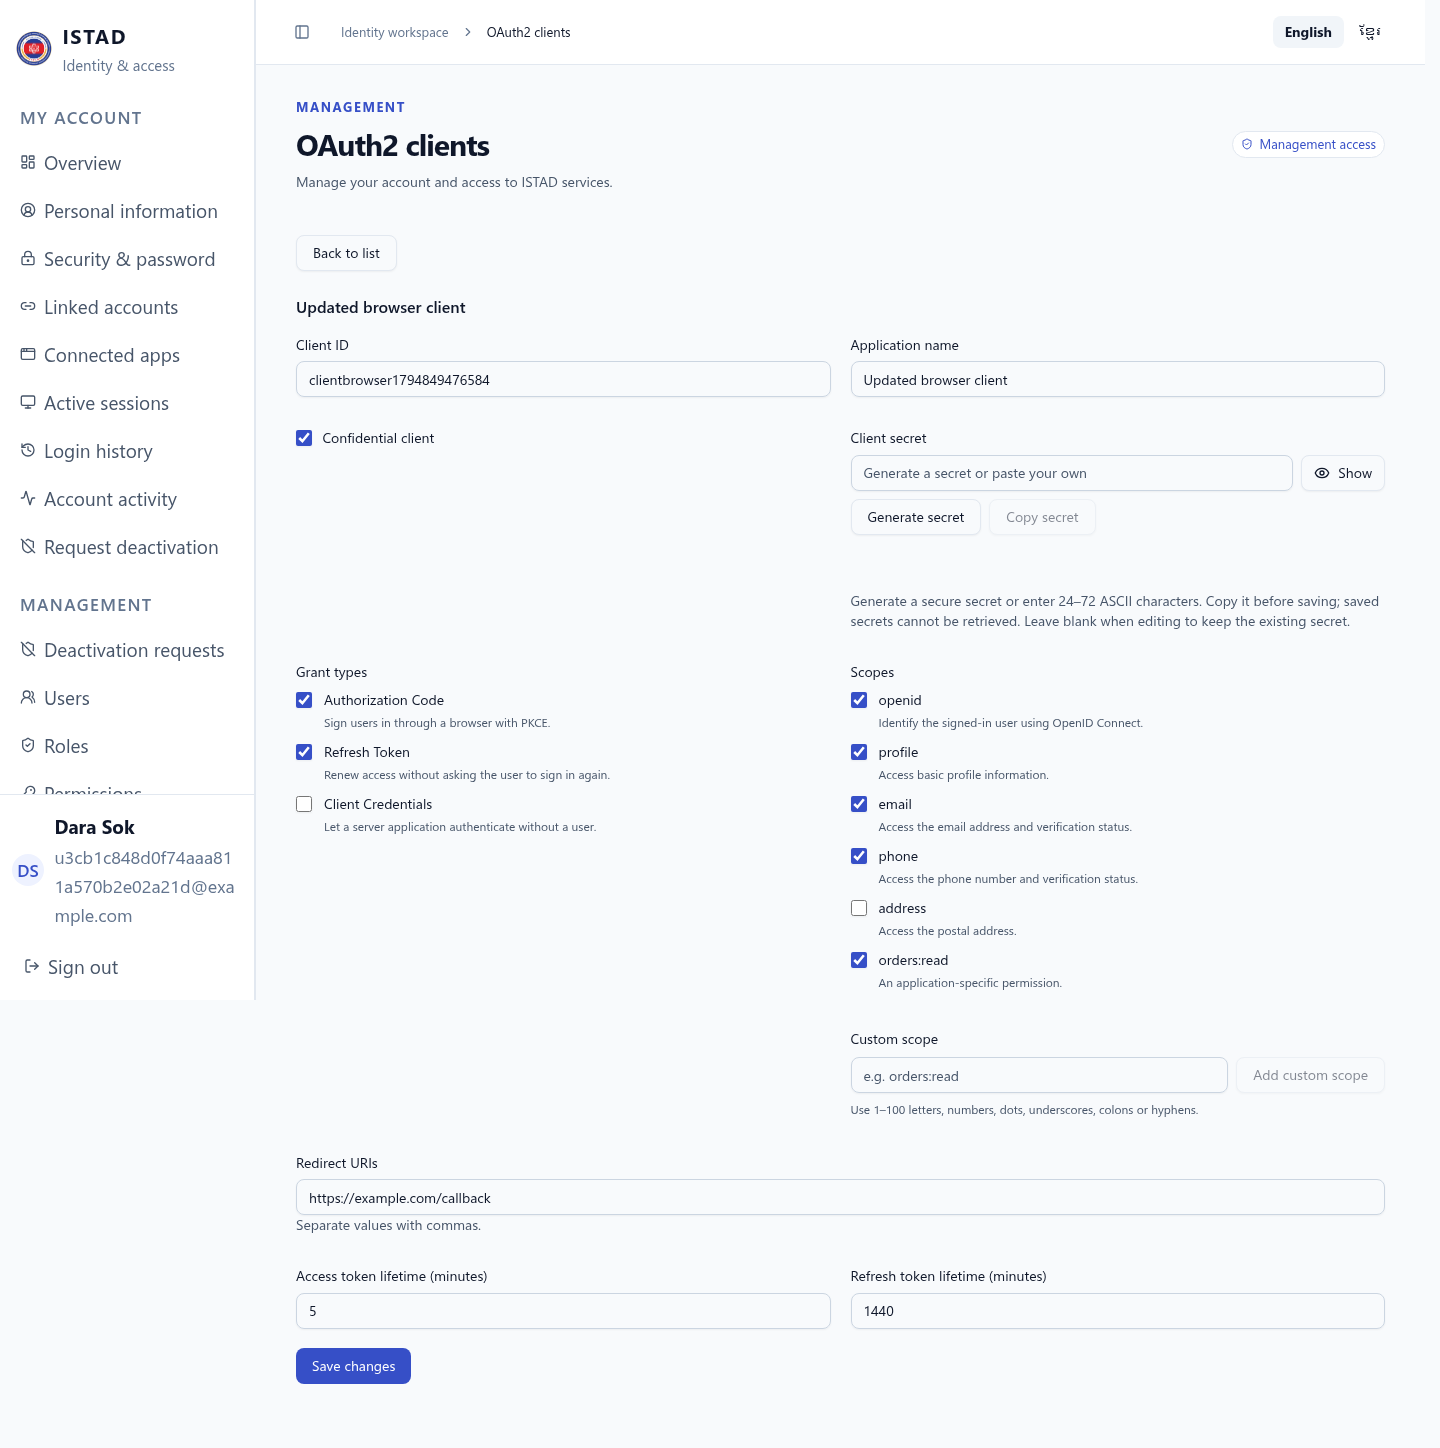 ISTAD
Identity & access
MY ACCOUNT
Overview
Personal information
Security & password
Linked accounts
Connected apps
Active sessions
Login history
Account activity
Request deactivation
MANAGEMENT
Deactivation requests
Users
Roles
Permissions
Dara Sok
DS
u3cb1c848d0f74aaa81
1a570b2e02a21d@exa
mple.com
Sign out
Identity workspace
OAuth2 clients
English
ខ្មែរ
MANAGEMENT
OAuth2 clients
Management access
Manage your account and access to ISTAD services.
Back to list
Updated browser client
Client ID
clientbrowser1794849476584
Application name
Updated browser client
Confidential client
Client secret
Generate a secret or paste your own
Show
Generate secret
Copy secret
Generate a secure secret or enter 24–72 ASCII characters. Copy it before saving; saved
secrets cannot be retrieved. Leave blank when editing to keep the existing secret.
Grant types
Authorization Code
Sign users in through a browser with PKCE.
Refresh Token
Renew access without asking the user to sign in again.
Client Credentials
Let a server application authenticate without a user.
Scopes
openid
Identify the signed-in user using OpenID Connect.
profile
Access basic profile information.
email
Access the email address and verification status.
phone
Access the phone number and verification status.
address
Access the postal address.
orders:read
An application-specific permission.
Custom scope
e.g. orders:read
Add custom scope
Use 1–100 letters, numbers, dots, underscores, colons or hyphens.
Redirect URIs
https://example.com/callback
Separate values with commas.
Access token lifetime (minutes)
5
Refresh token lifetime (minutes)
1440
Save changes